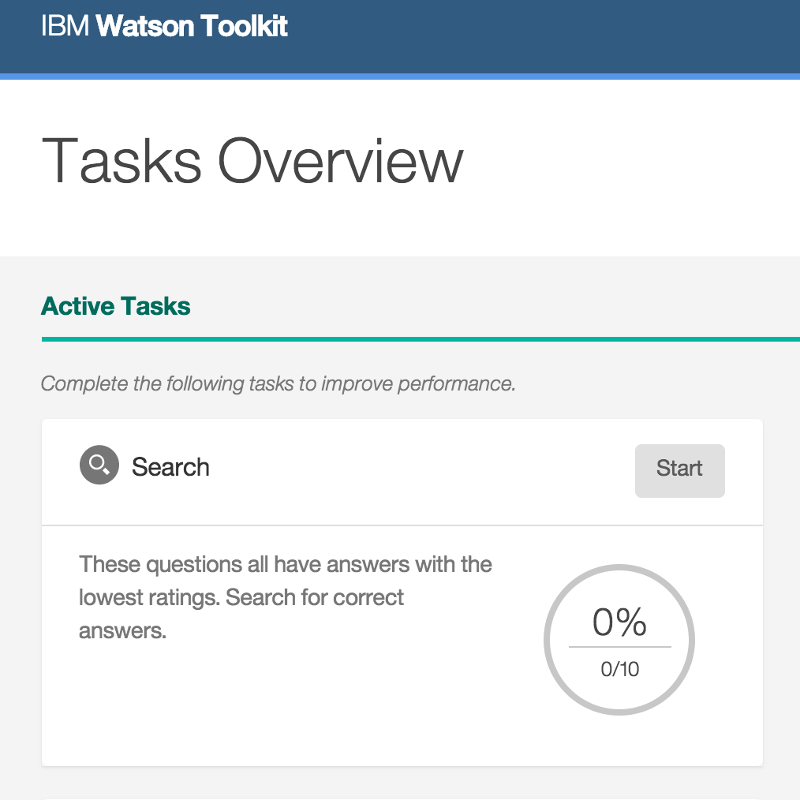 IBM Watson Toolkit
Tasks Overview
Active Tasks
Complete the following tasks to improve performance.
Search
Start
These questions all have answers with the
lowest ratings. Search for correct
answers.
0%
0/10